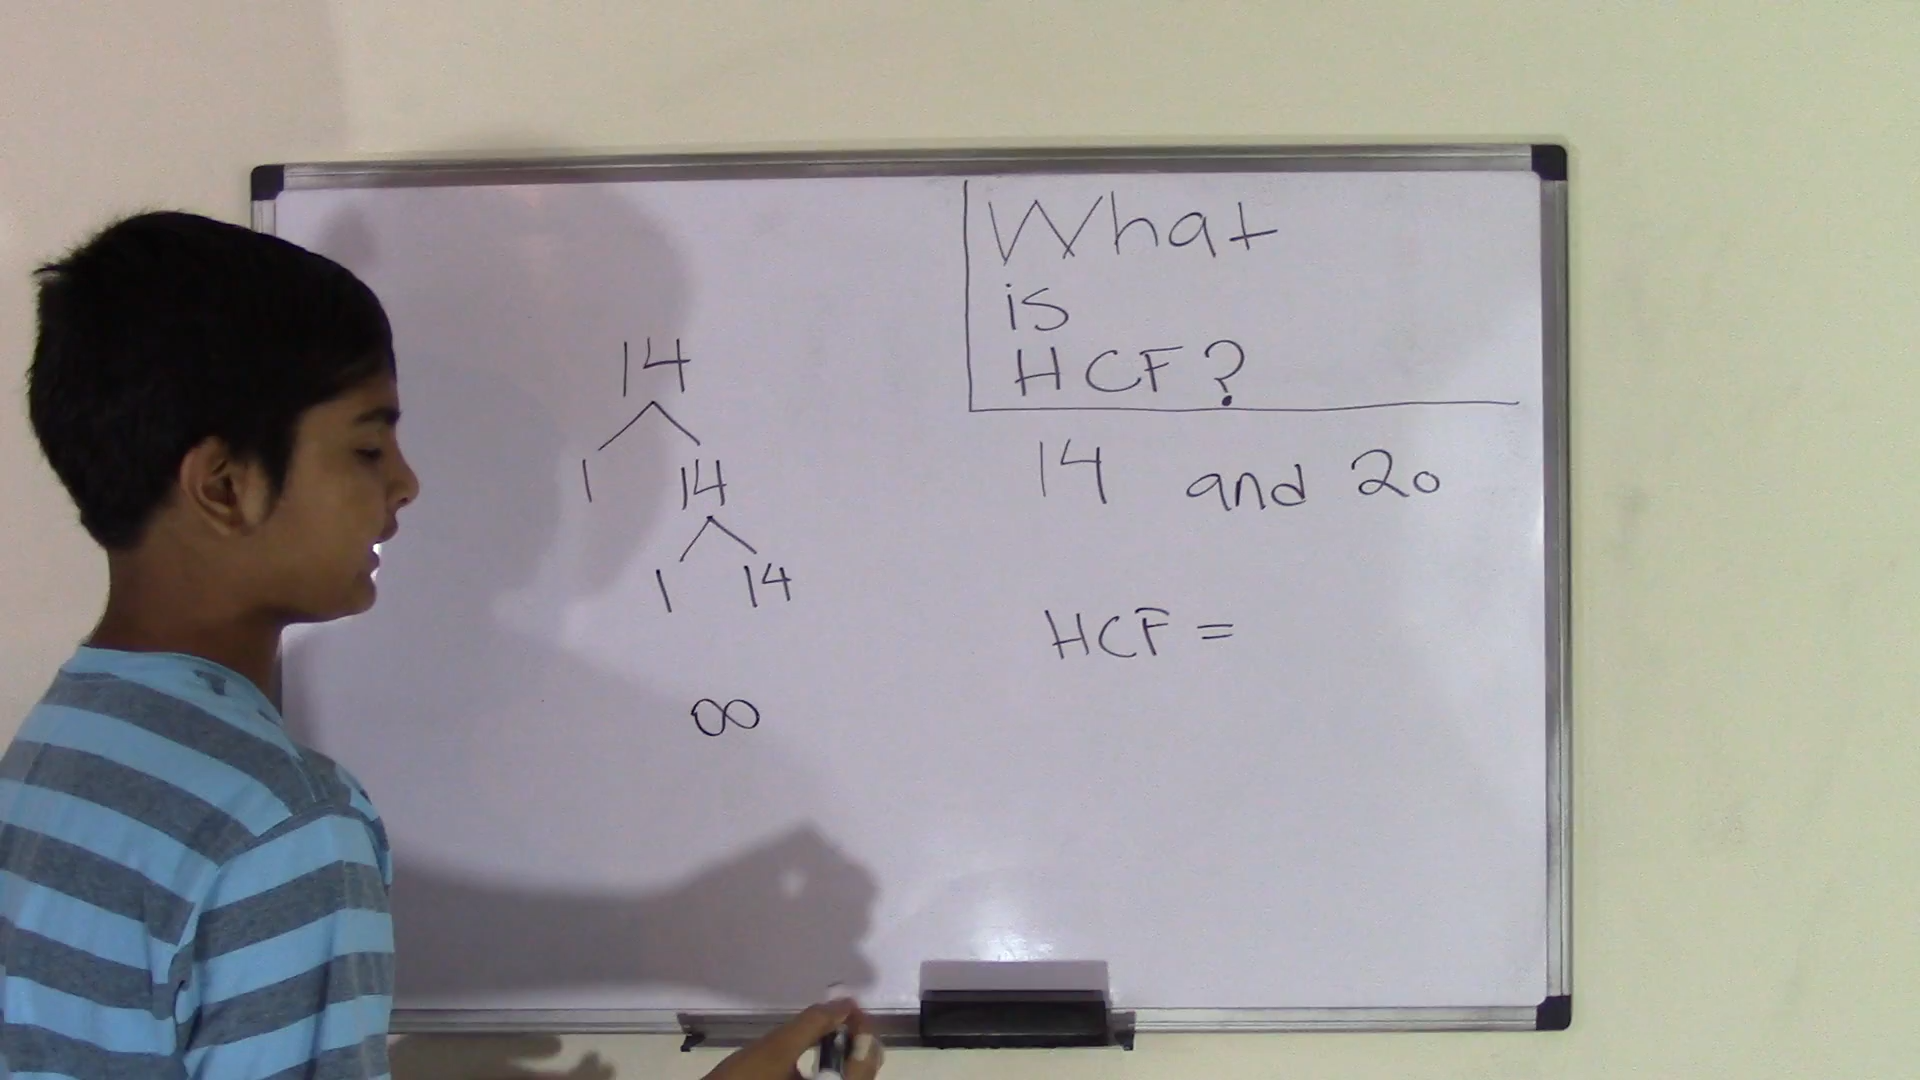 What
is
HCF?
14 and 20
HCF =
14
1 14
1 14
∞